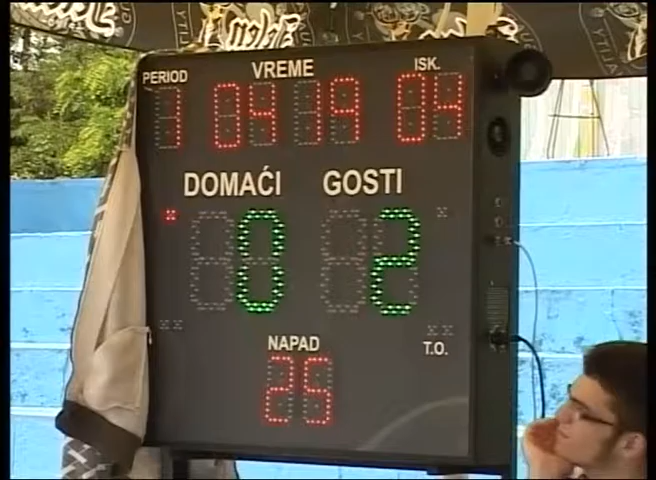 PERIOD VREME ISK.
1 04 19 04
DOMAĆI GOSTI
0 2
NAPAD T.O.
25